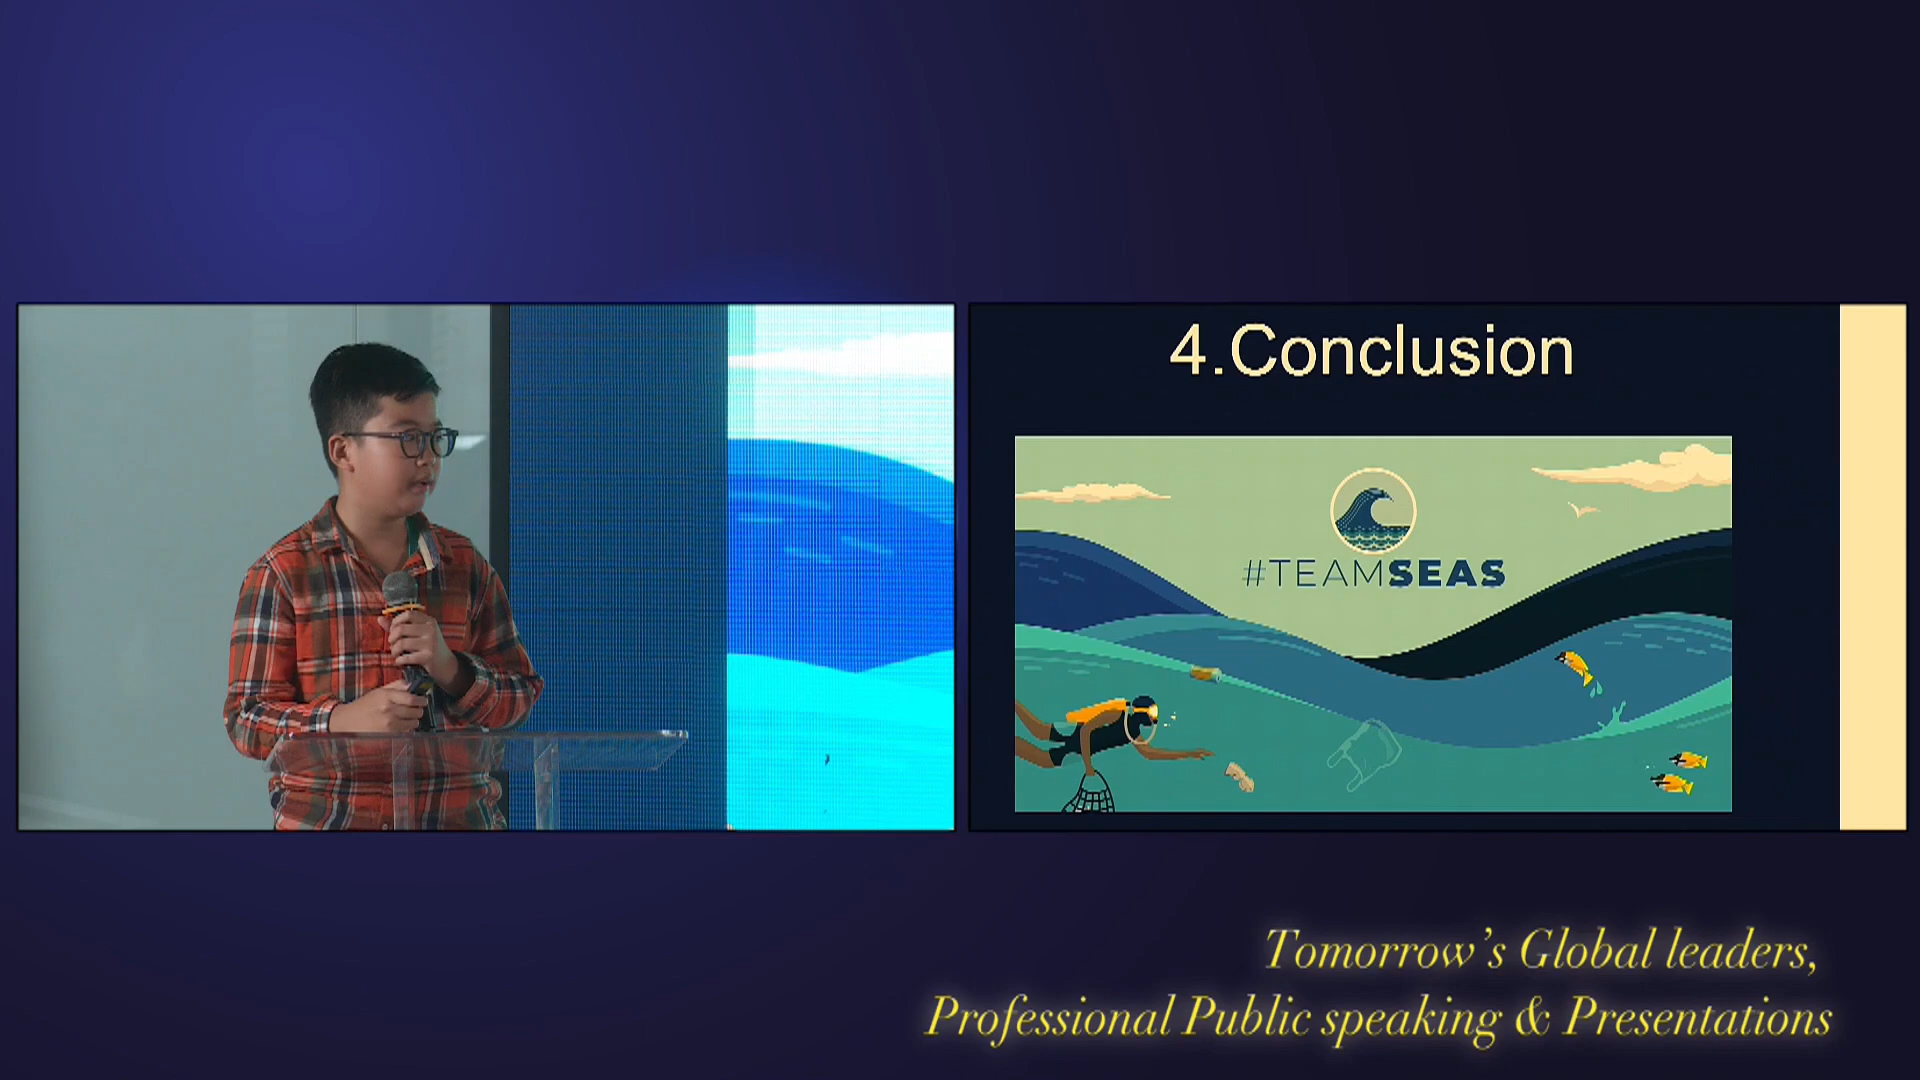 4.Conclusion
#TEAMSEAS
Tomorrow's Global leaders,
Professional Public speaking & Presentations